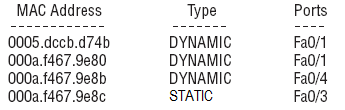 MAC Address Type Ports
----------- ------- -----
0005.dccb.d74b DYNAMIC Fa0/1
000a.f467.9e80 DYNAMIC Fa0/1
000a.f467.9e8b DYNAMIC Fa0/4
000a.f467.9e8c STATIC Fa0/3